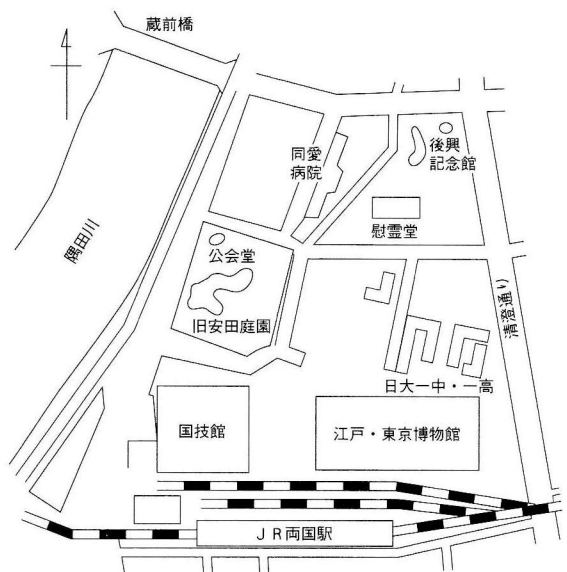 蔵前橋
4
同愛
病院
後興
記念館
隅田川
慰霊堂
公会堂
旧安田庭園
清澄通り
日大一中・一高
国技館
江戸・東京博物館
JR両国駅